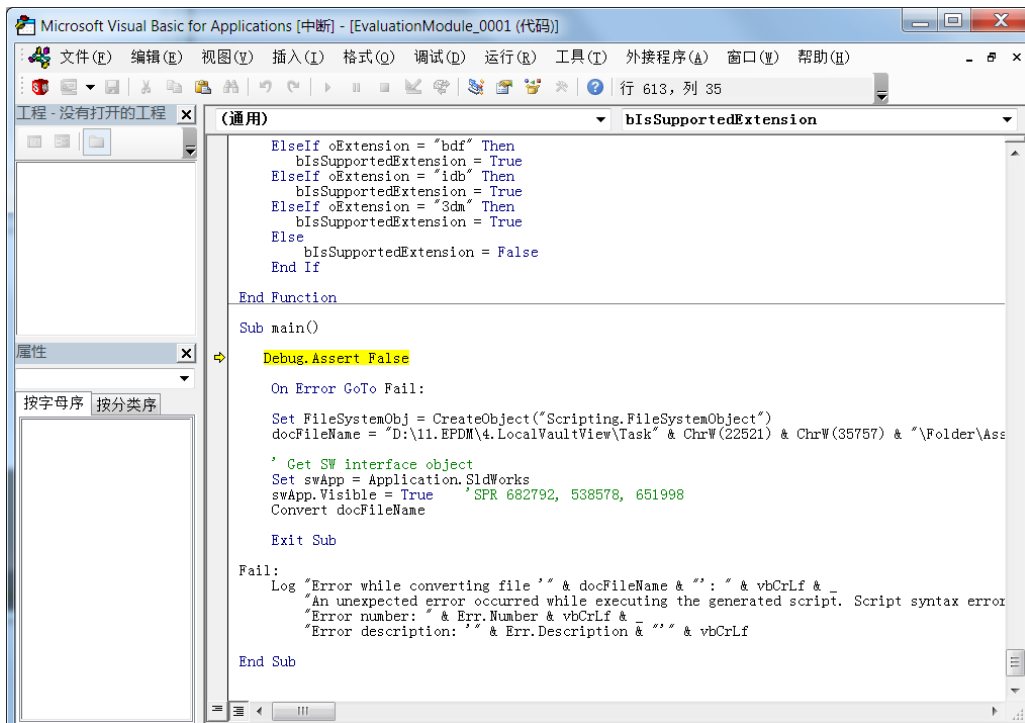 Microsoft Visual Basic for Applications [中断] - [EvaluationModule_0001 (代码)]
文件(F) 编辑(E) 视图(V) 插入(I) 格式(O) 调试(D) 运行(R) 工具(T) 外接程序(A) 窗口(W) 帮助(H)
行 613, 列 35
工程 - 没有打开的工程
(通用) bIsSupportedExtension
ElseIf oExtension = "bdf" Then
bIsSupportedExtension = True
ElseIf oExtension = "idb" Then
bIsSupportedExtension = True
ElseIf oExtension = "3dm" Then
bIsSupportedExtension = True
Else
bIsSupportedExtension = False
End If
End Function
Sub main()
属性
Debug.Assert False
按字母序 按分类序
On Error GoTo Fail:
Set FileSystemObj = CreateObject("Scripting.FileSystemObject")
docFileName = "D:\11.EPDM\4.LocalVaultView\Task" & ChrW(22521) & ChrW(35757) & "\Folder\Ass
' Get SW interface object
Set swApp = Application.SldWorks
swApp.Visible = True 'SPR 682792, 538578, 651998
Convert docFileName
Exit Sub
Fail:
Log "Error while converting file '" & docFileName & "': " & vbCrLf & _
"An unexpected error occurred while executing the generated script. Script syntax error
"Error number: " & Err.Number & vbCrLf & _
"Error description: '" & Err.Description & "'" & vbCrLf
End Sub